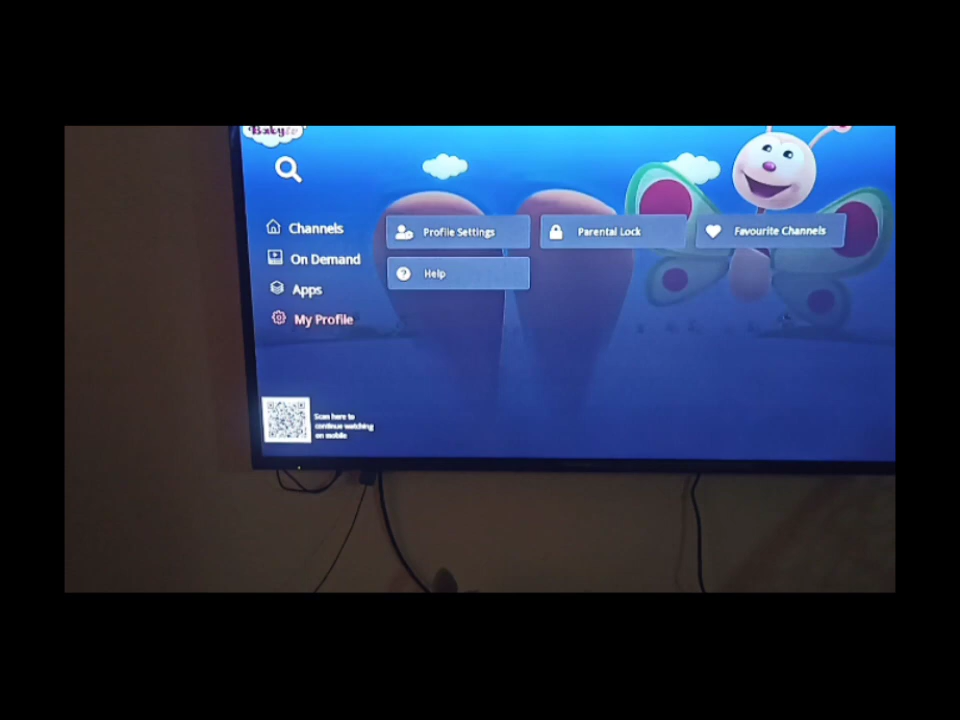 Babytv
Channels
On Demand
Apps
My Profile
Profile Settings
Parental Lock
Favourite Channels
Help
Scan here to
continue watching
on mobile